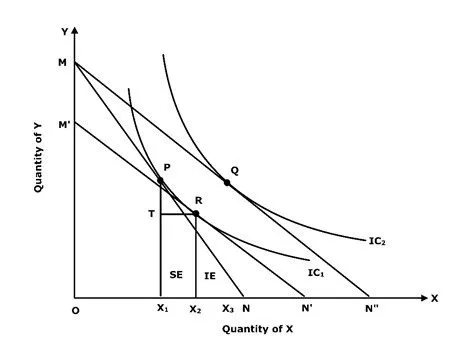 Y
M
M'
Quantity of Y
P
Q
R
T
IC₂
IC₁
SE
IE
O
X₁
X₂
X₃
N
N'
N"
X
Quantity of X